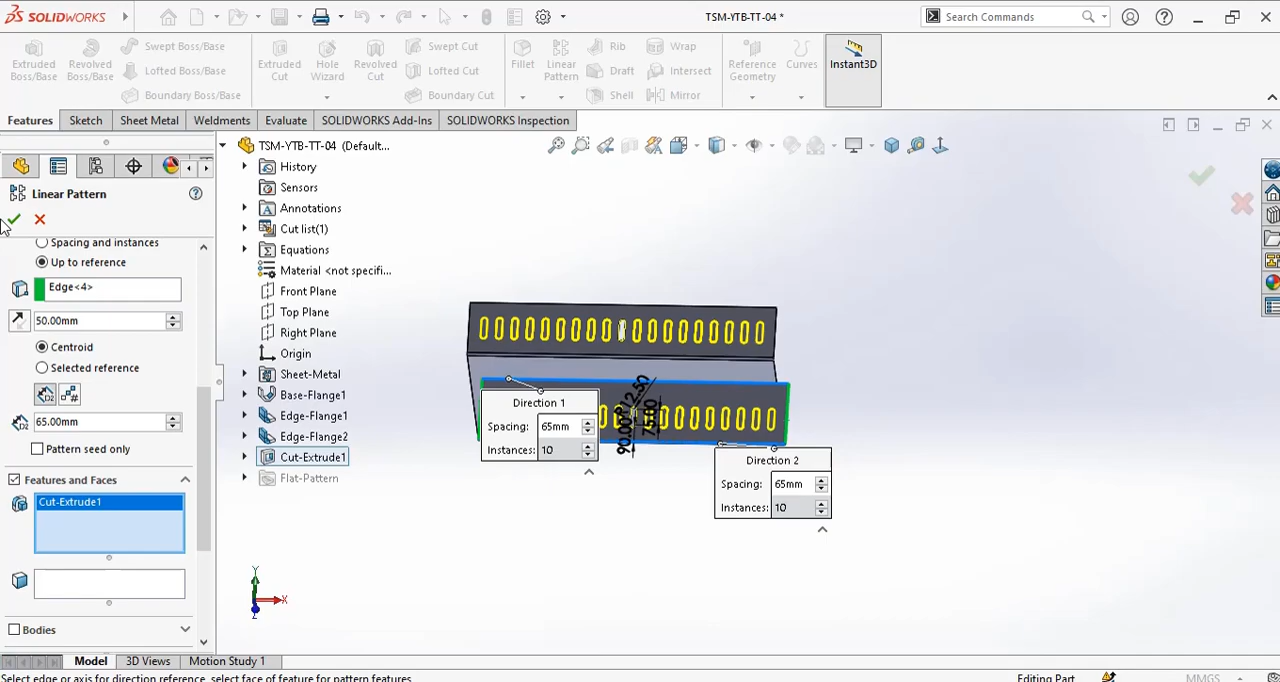 SOLIDWORKS
TSM-YTB-TT-04 *
Search Commands
Extruded Boss/Base
Revolved Boss/Base
Swept Boss/Base
Lofted Boss/Base
Boundary Boss/Base
Extruded Cut
Hole Wizard
Revolved Cut
Swept Cut
Lofted Cut
Boundary Cut
Fillet
Linear Pattern
Rib
Draft
Shell
Wrap
Intersect
Mirror
Reference Geometry
Curves
Instant3D
Features
Sketch
Sheet Metal
Weldments
Evaluate
SOLIDWORKS Add-Ins
SOLIDWORKS Inspection
Linear Pattern
Spacing and instances
Up to reference
Edge<4>
50.00mm
Centroid
Selected reference
65.00mm
Pattern seed only
Features and Faces
Cut-Extrude1
Bodies
TSM-YTB-TT-04 (Default...
History
Sensors
Annotations
Cut list(1)
Equations
Material <not specifi...
Front Plane
Top Plane
Right Plane
Origin
Sheet-Metal
Base-Flange1
Edge-Flange1
Edge-Flange2
Cut-Extrude1
Flat-Pattern
Direction 1
Spacing: 65mm
Instances: 10
75.00
Direction 2
Spacing: 65mm
Instances: 10
Y
X
Z
Model
3D Views
Motion Study 1
Select edge or axis for direction reference, select face of feature for pattern features
Editing Part
MMGS